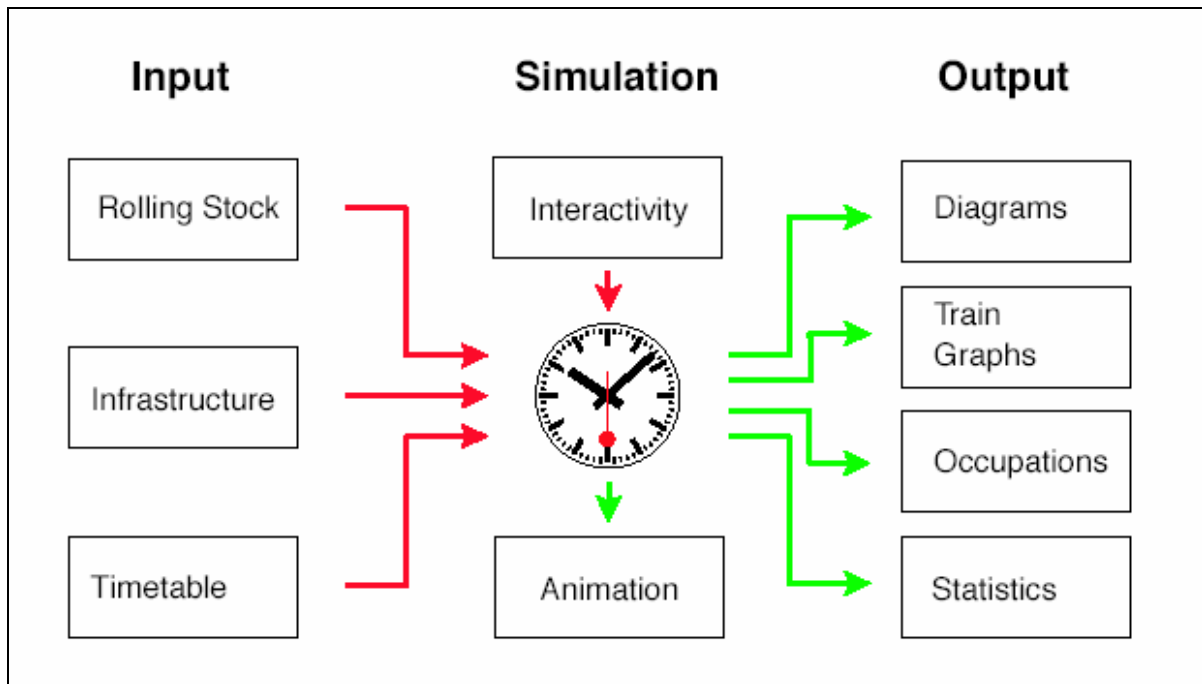 Input
Simulation
Output
Rolling Stock
Interactivity
Diagrams
Train
Graphs
Infrastructure
Occupations
Timetable
Animation
Statistics